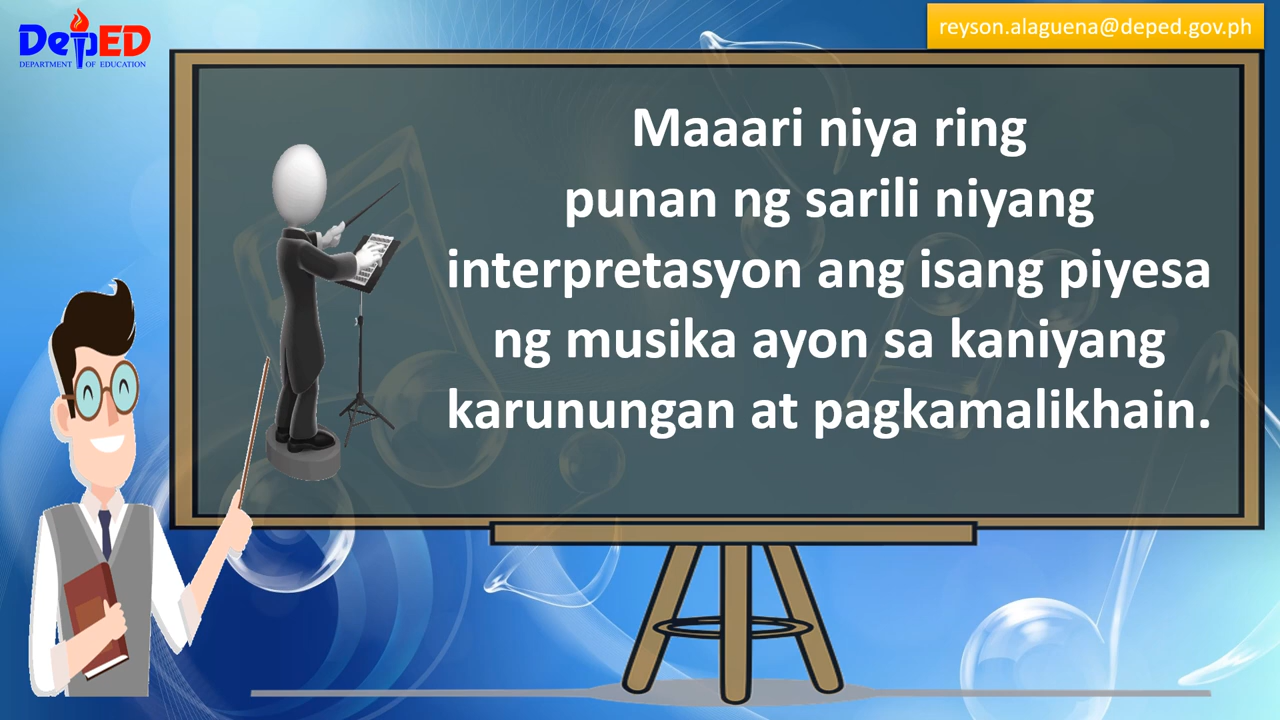 DepED
DEPARTMENT OF EDUCATION
reyson.alaguena@deped.gov.ph
Maaari niya ring
punan ng sarili niyang
interpretasyon ang isang piyesa
ng musika ayon sa kaniyang
karunungan at pagkamalikhain.